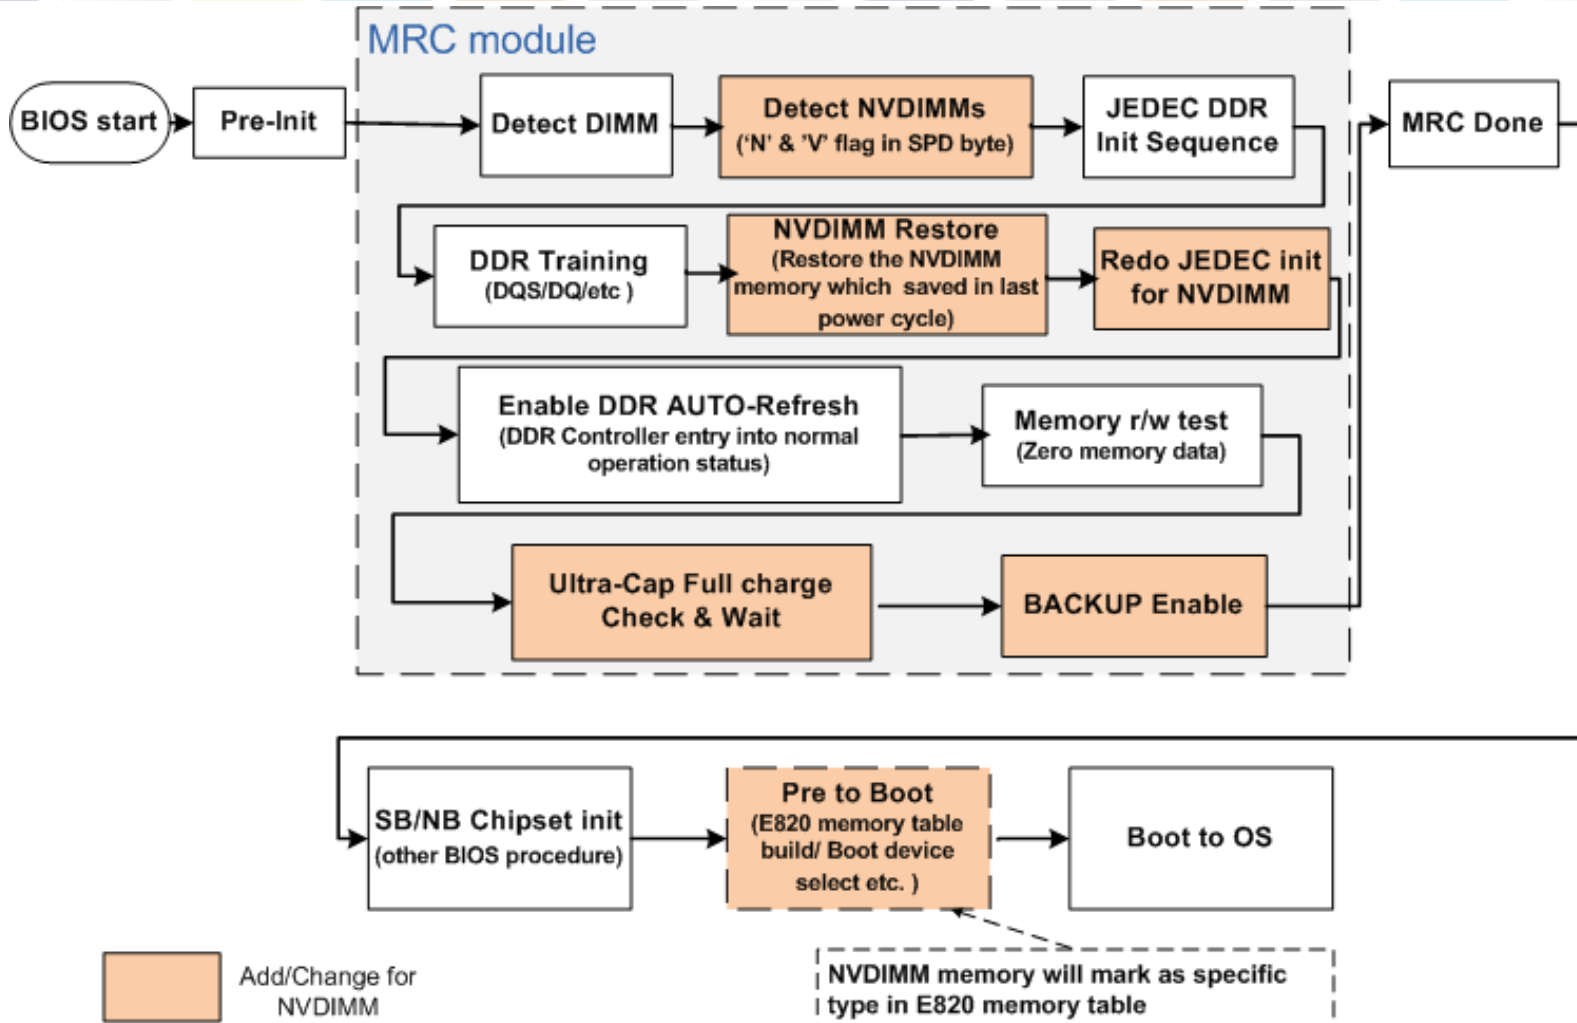 MRC module
BIOS start
Pre-Init
Detect DIMM
Detect NVDIMMs
('N' & 'V' flag in SPD byte)
JEDEC DDR
Init Sequence
MRC Done
DDR Training
(DQS/DQ/etc )
NVDIMM Restore
(Restore the NVDIMM
memory which saved in last
power cycle)
Redo JEDEC init
for NVDIMM
Enable DDR AUTO-Refresh
(DDR Controller entry into normal
operation status)
Memory r/w test
(Zero memory data)
Ultra-Cap Full charge
Check & Wait
BACKUP Enable
SB/NB Chipset init
(other BIOS procedure)
Pre to Boot
(E820 memory table
build/ Boot device
select etc. )
Boot to OS
Add/Change for
NVDIMM
NVDIMM memory will mark as specific
type in E820 memory table